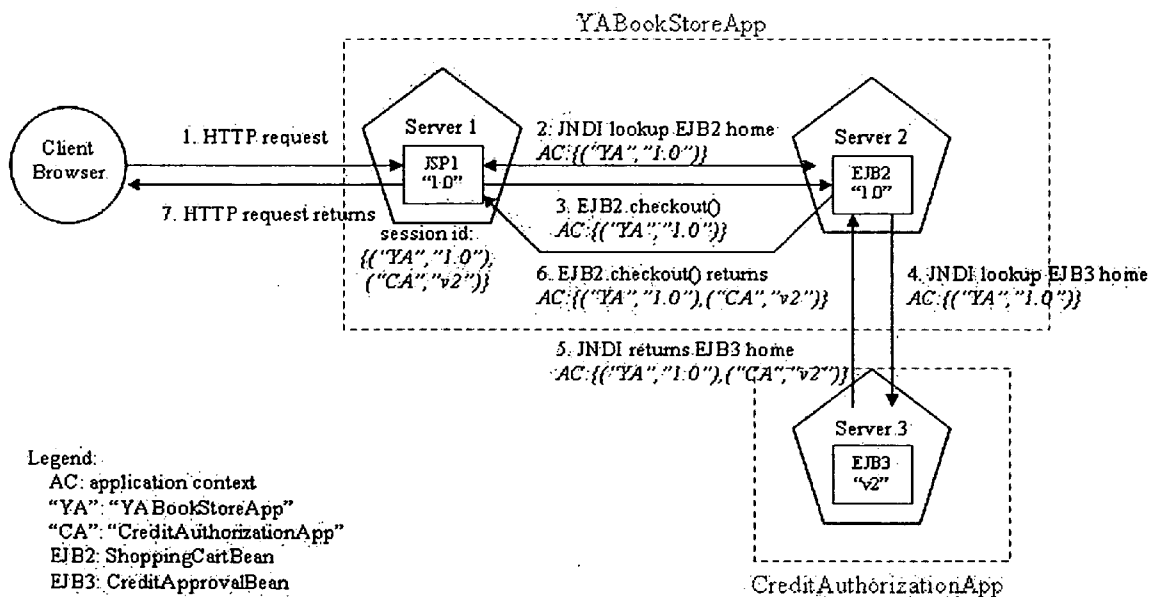 YABookStoreApp
Client
Browser
1. HTTP request
7. HTTP request returns
Server 1
JSP1
"1.0"
session id:
{("YA","1.0"),
("CA","v2")}
2. JNDI lookup EJB2 home
AC:{("YA","1.0")}
3. EJB2.checkout()
AC:{("YA","1.0")}
6. EJB2.checkout() returns
AC:{("YA","1.0"),("CA","v2")}
Server 2
EJB2
"1.0"
4. JNDI lookup EJB3 home
AC:{("YA","1.0")}
5. JNDI returns EJB3 home
AC:{("YA","1.0"),("CA","v2")}
Server 3
EJB3
"v2"
CreditAuthorizationApp
Legend:
AC: application context
"YA": "YABookStoreApp"
"CA": "CreditAuthorizationApp"
EJB2: ShoppingCartBean
EJB3: CreditApprovalBean